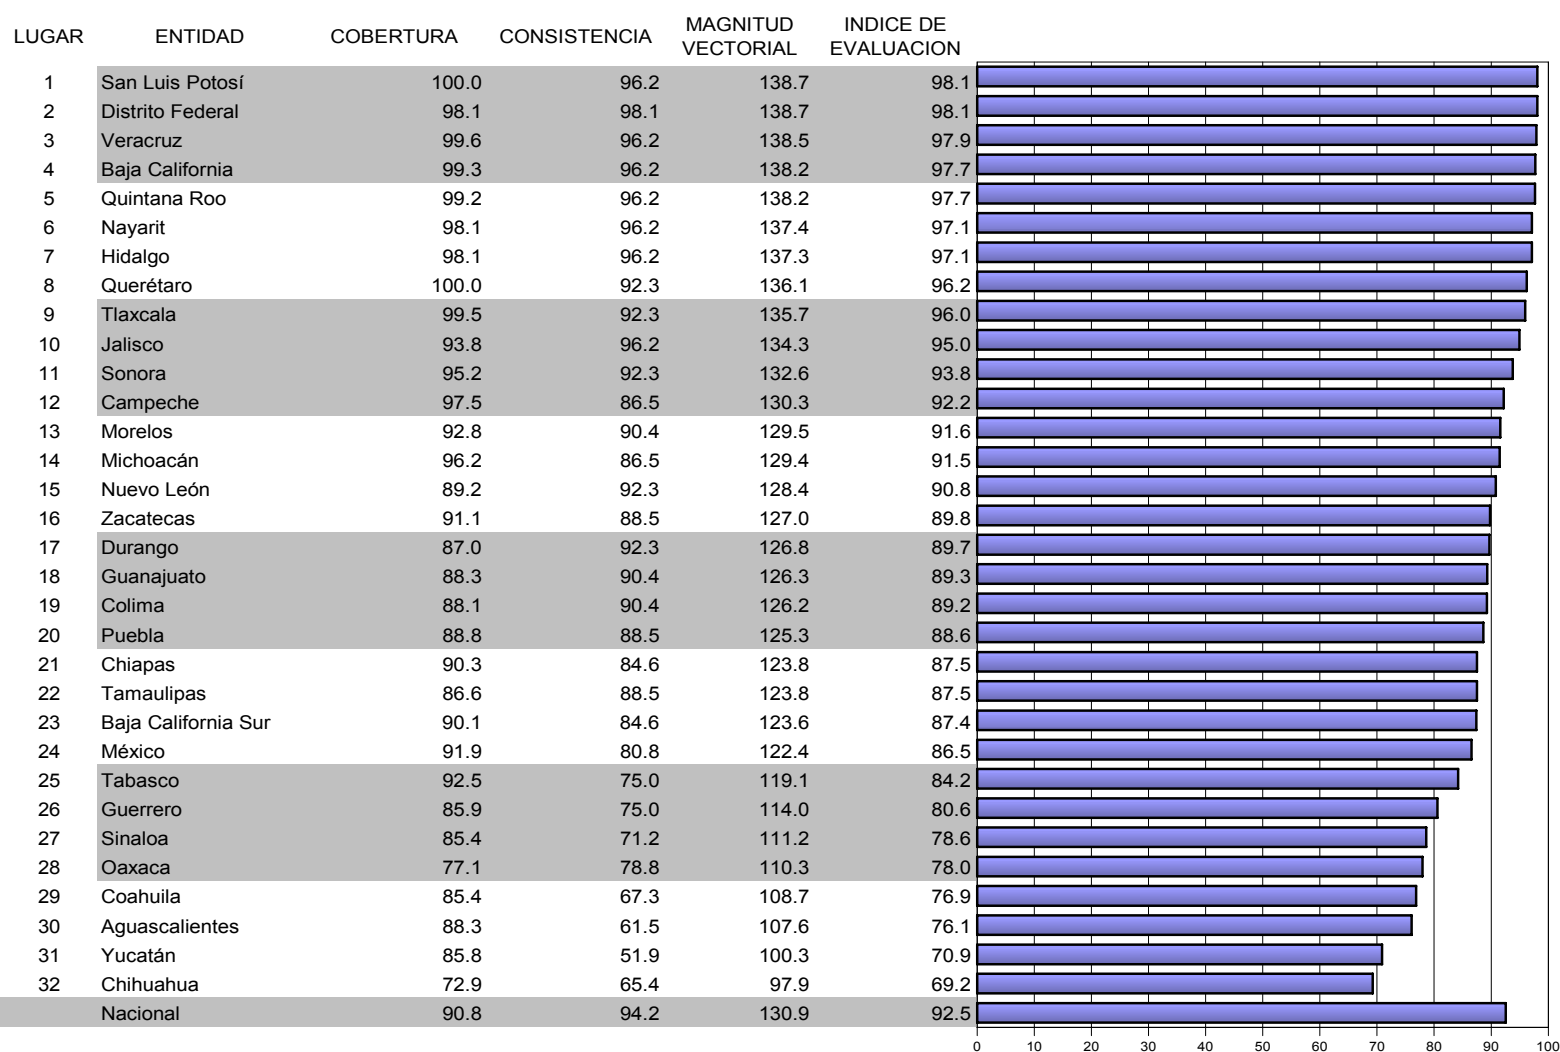 LUGAR ENTIDAD COBERTURA CONSISTENCIA MAGNITUD VECTORIAL INDICE DE EVALUACION
1 San Luis Potosí 100.0 96.2 138.7 98.1
2 Distrito Federal 98.1 98.1 138.7 98.1
3 Veracruz 99.6 96.2 138.5 97.9
4 Baja California 99.3 96.2 138.2 97.7
5 Quintana Roo 99.2 96.2 138.2 97.7
6 Nayarit 98.1 96.2 137.4 97.1
7 Hidalgo 98.1 96.2 137.3 97.1
8 Querétaro 100.0 92.3 136.1 96.2
9 Tlaxcala 99.5 92.3 135.7 96.0
10 Jalisco 93.8 96.2 134.3 95.0
11 Sonora 95.2 92.3 132.6 93.8
12 Campeche 97.5 86.5 130.3 92.2
13 Morelos 92.8 90.4 129.5 91.6
14 Michoacán 96.2 86.5 129.4 91.5
15 Nuevo León 89.2 92.3 128.4 90.8
16 Zacatecas 91.1 88.5 127.0 89.8
17 Durango 87.0 92.3 126.8 89.7
18 Guanajuato 88.3 90.4 126.3 89.3
19 Colima 88.1 90.4 126.2 89.2
20 Puebla 88.8 88.5 125.3 88.6
21 Chiapas 90.3 84.6 123.8 87.5
22 Tamaulipas 86.6 88.5 123.8 87.5
23 Baja California Sur 90.1 84.6 123.6 87.4
24 México 91.9 80.8 122.4 86.5
25 Tabasco 92.5 75.0 119.1 84.2
26 Guerrero 85.9 75.0 114.0 80.6
27 Sinaloa 85.4 71.2 111.2 78.6
28 Oaxaca 77.1 78.8 110.3 78.0
29 Coahuila 85.4 67.3 108.7 76.9
30 Aguascalientes 88.3 61.5 107.6 76.1
31 Yucatán 85.8 51.9 100.3 70.9
32 Chihuahua 72.9 65.4 97.9 69.2
Nacional 90.8 94.2 130.9 92.5
0 10 20 30 40 50 60 70 80 90 100